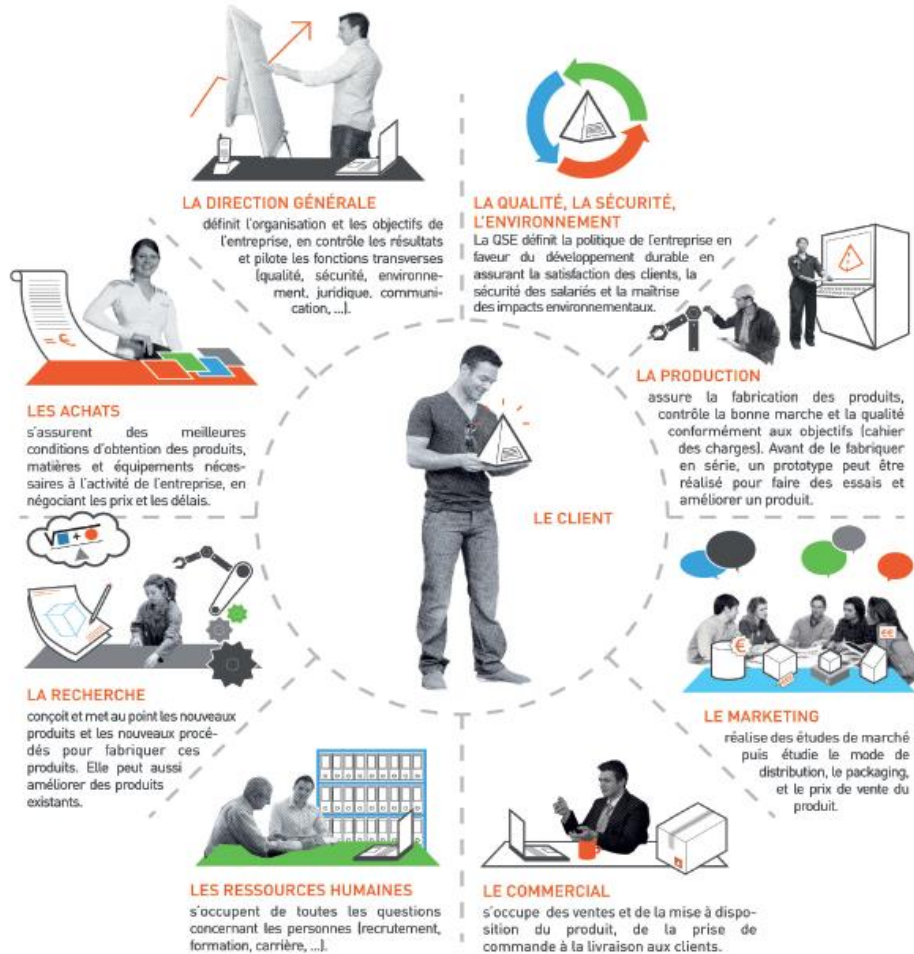 LA DIRECTION GÉNÉRALE
définit l'organisation et les objectifs de
l'entreprise, en contrôle les résultats
et pilote les fonctions transverses
(qualité, sécurité, environne-
ment, juridique, communi-
cation, ...).
LA QUALITÉ, LA SÉCURITÉ,
L'ENVIRONNEMENT
La QSE définit la politique de l'entreprise en
faveur du développement durable en
assurant la satisfaction des clients, la
sécurité des salariés et la maîtrise
des impacts environnementaux.
= €
LES ACHATS
s'assurent des meilleures
conditions d'obtention des produits,
matières et équipements néces-
saires à l'activité de l'entreprise, en
négociant les prix et les délais.
LA PRODUCTION
assure la fabrication des produits,
contrôle la bonne marche et la qualité
conformément aux objectifs (cahier
des charges). Avant de le fabriquer
en série, un prototype peut être
réalisé pour faire des essais et
améliorer un produit.
LE CLIENT
LA RECHERCHE
conçoit et met au point les nouveaux
produits et les nouveaux procé-
dés pour fabriquer ces
produits. Elle peut aussi
améliorer des produits
existants.
€
€€
LE MARKETING
réalise des études de marché
puis étudie le mode de
distribution, le packaging,
et le prix de vente du
produit.
LES RESSOURCES HUMAINES
s'occupent de toutes les questions
concernant les personnes (recrutement,
formation, carrière, ...).
LE COMMERCIAL
s'occupe des ventes et de la mise à dispo-
sition du produit, de la prise de
commande à la livraison aux clients.